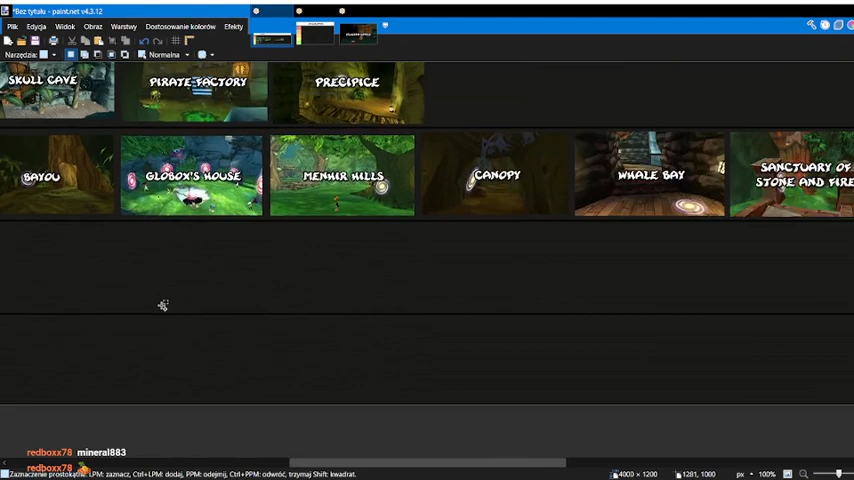 *Bez tytułu - paint.net v4.3.12
Plik Edycja Widok Obraz Warstwy Dostosowanie kolorów Efekty
Narzędzia: Normalna
SKULL CAVE PIRATE FACTORY PRECIPICE
BAYOU GLOBOX'S HOUSE MENHIR HILLS CANOPY WHALE BAY SANCTUARY OF
STONE AND FIRE
redboxx78 mineral883
redboxx78
Zaznaczenie prostokątne: LPM: zaznacz, Ctrl+LPM: dodaj, PPM: odejmij, Ctrl+PPM: odwróć, trzymaj Shift: kwadrat. 4000 × 1200 1281, 1080 px 100%